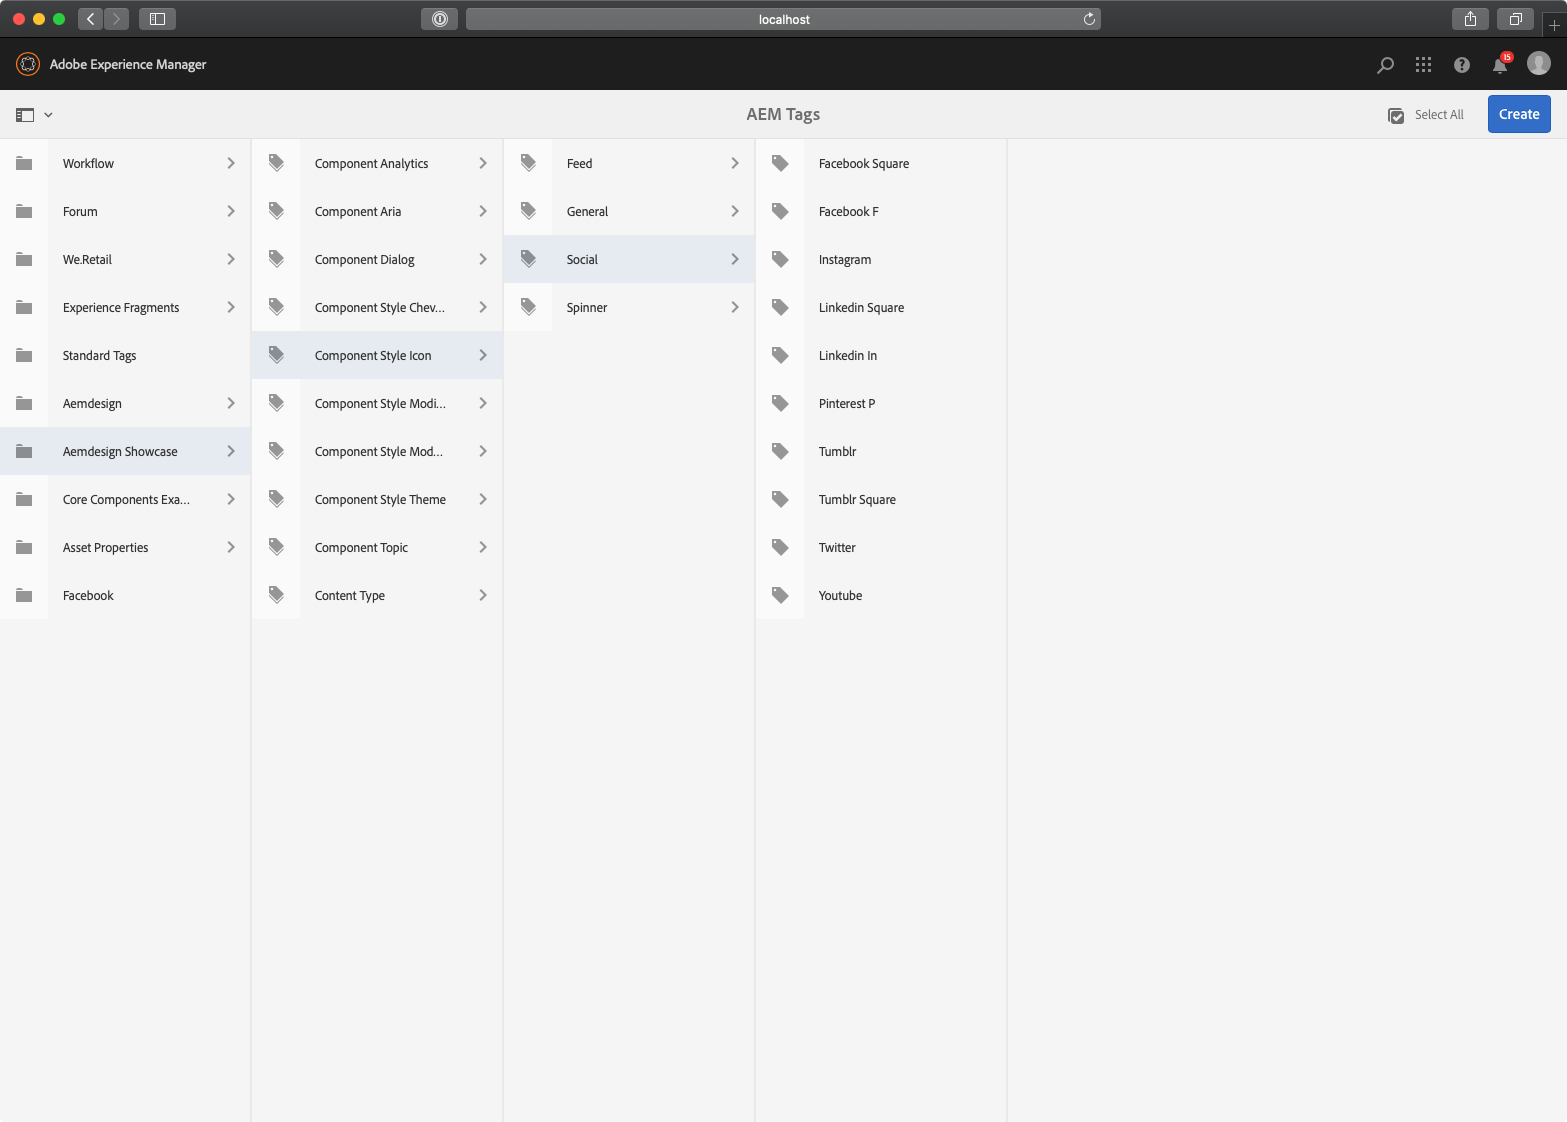 localhost
Adobe Experience Manager
15
AEM Tags
Select All
Create
Workflow
Forum
We.Retail
Experience Fragments
Standard Tags
Aemdesign
Aemdesign Showcase
Core Components Exa...
Asset Properties
Facebook
Component Analytics
Component Aria
Component Dialog
Component Style Chev...
Component Style Icon
Component Style Modi...
Component Style Mod...
Component Style Theme
Component Topic
Content Type
Feed
General
Social
Spinner
Facebook Square
Facebook F
Instagram
Linkedin Square
Linkedin In
Pinterest P
Tumblr
Tumblr Square
Twitter
Youtube